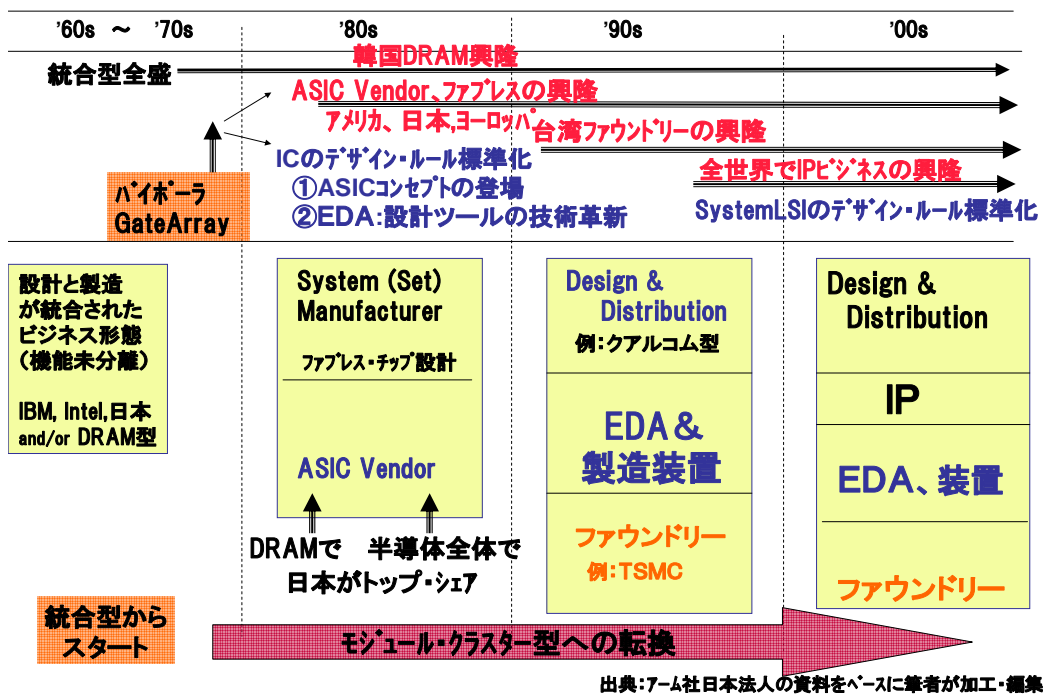 '60s ～ '70s
'80s
'90s
'00s
統合型全盛
韓国DRAM興隆
ASIC Vendor、ﾌｧﾌﾞﾚｽの興隆
ｱﾒﾘｶ、日本,ﾖｰﾛｯﾊﾟ
台湾ﾌｧｳﾝﾄﾞﾘｰの興隆
ICのﾃﾞｻﾞｲﾝ・ﾙｰﾙ標準化
①ASICｺﾝｾﾌﾟﾄの登場
②EDA：設計ツールの技術革新
全世界でIPﾋﾞｼﾞﾈｽの興隆
SystemLSIのﾃﾞｻﾞｲﾝ・ﾙｰﾙ標準化
ﾊﾞｲﾎﾟｰﾗ
GateArray
設計と製造
が統合された
ビジネス形態
（機能未分離）
IBM, Intel,日本
and/or DRAM型
System (Set)
Manufacturer
ﾌｧﾌﾞﾚｽ・ﾁｯﾌﾟ設計
ASIC Vendor
DRAMで 半導体全体で
日本がﾄｯﾌﾟ・ｼｪｱ
Design &
Distribution
例：クアルコム型
EDA＆
製造装置
ファウンドリー
例：TSMC
Design &
Distribution
IP
EDA、装置
ファウンドリー
統合型から
スタート
ﾓｼﾞｭｰﾙ・ｸﾗｽﾀｰ型への転換
出典：ｱｰﾑ社日本法人の資料をﾍﾞｰｽに筆者が加工・編集